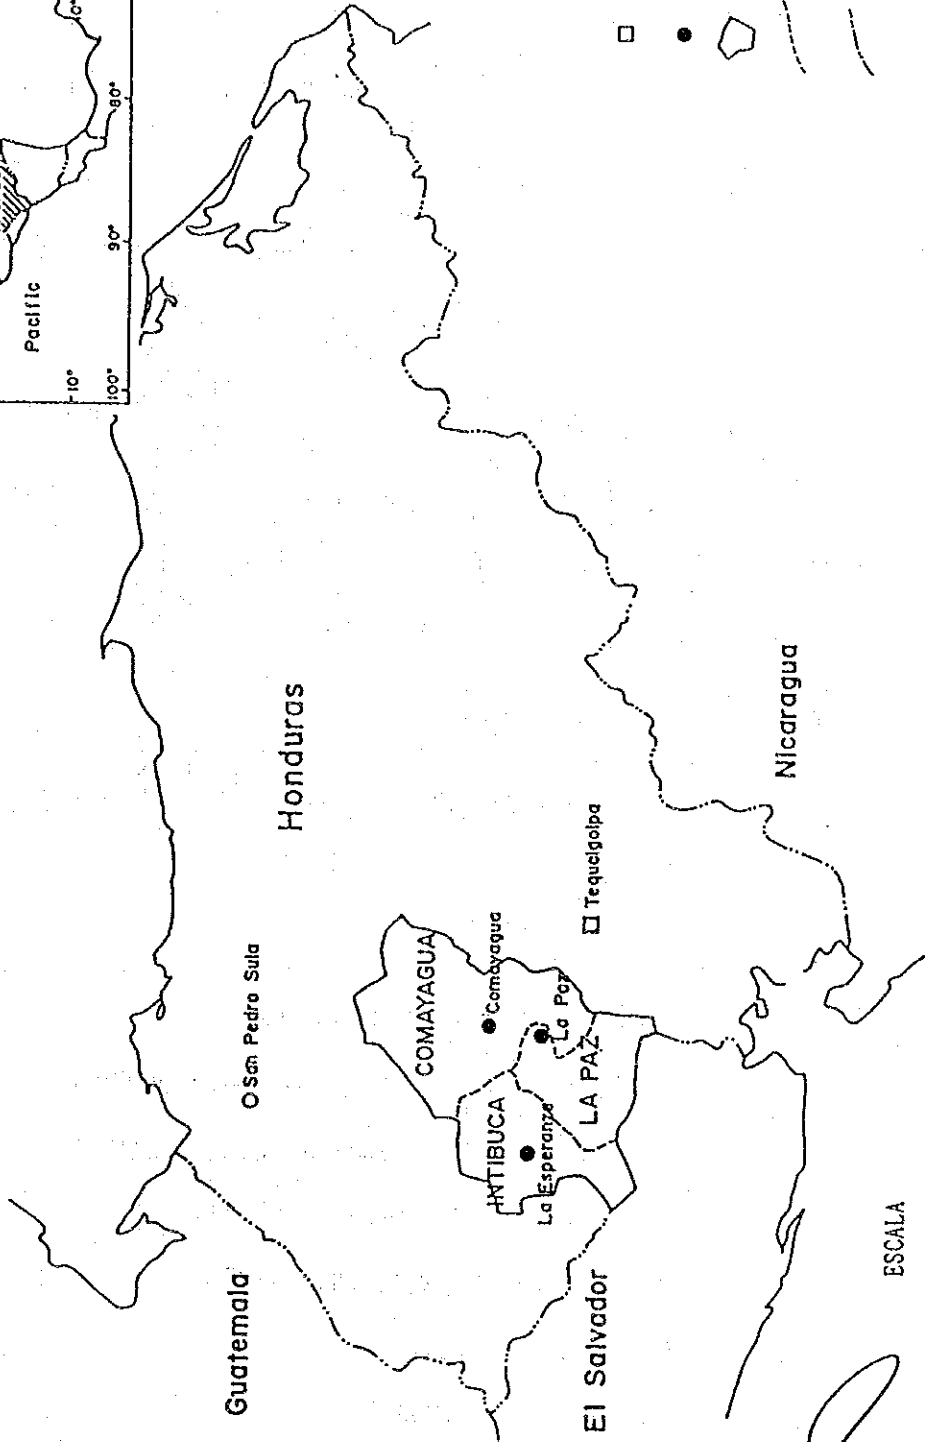 Pacific
10°
100°
90°
80°
Guatemala
San Pedro Sula
Honduras
COMAYAGUA
INTIBUCA
Comayagua
La Esperanza
La Paz
LA PAZ
Tegucigalpa
El Salvador
Nicaragua
ESCALA